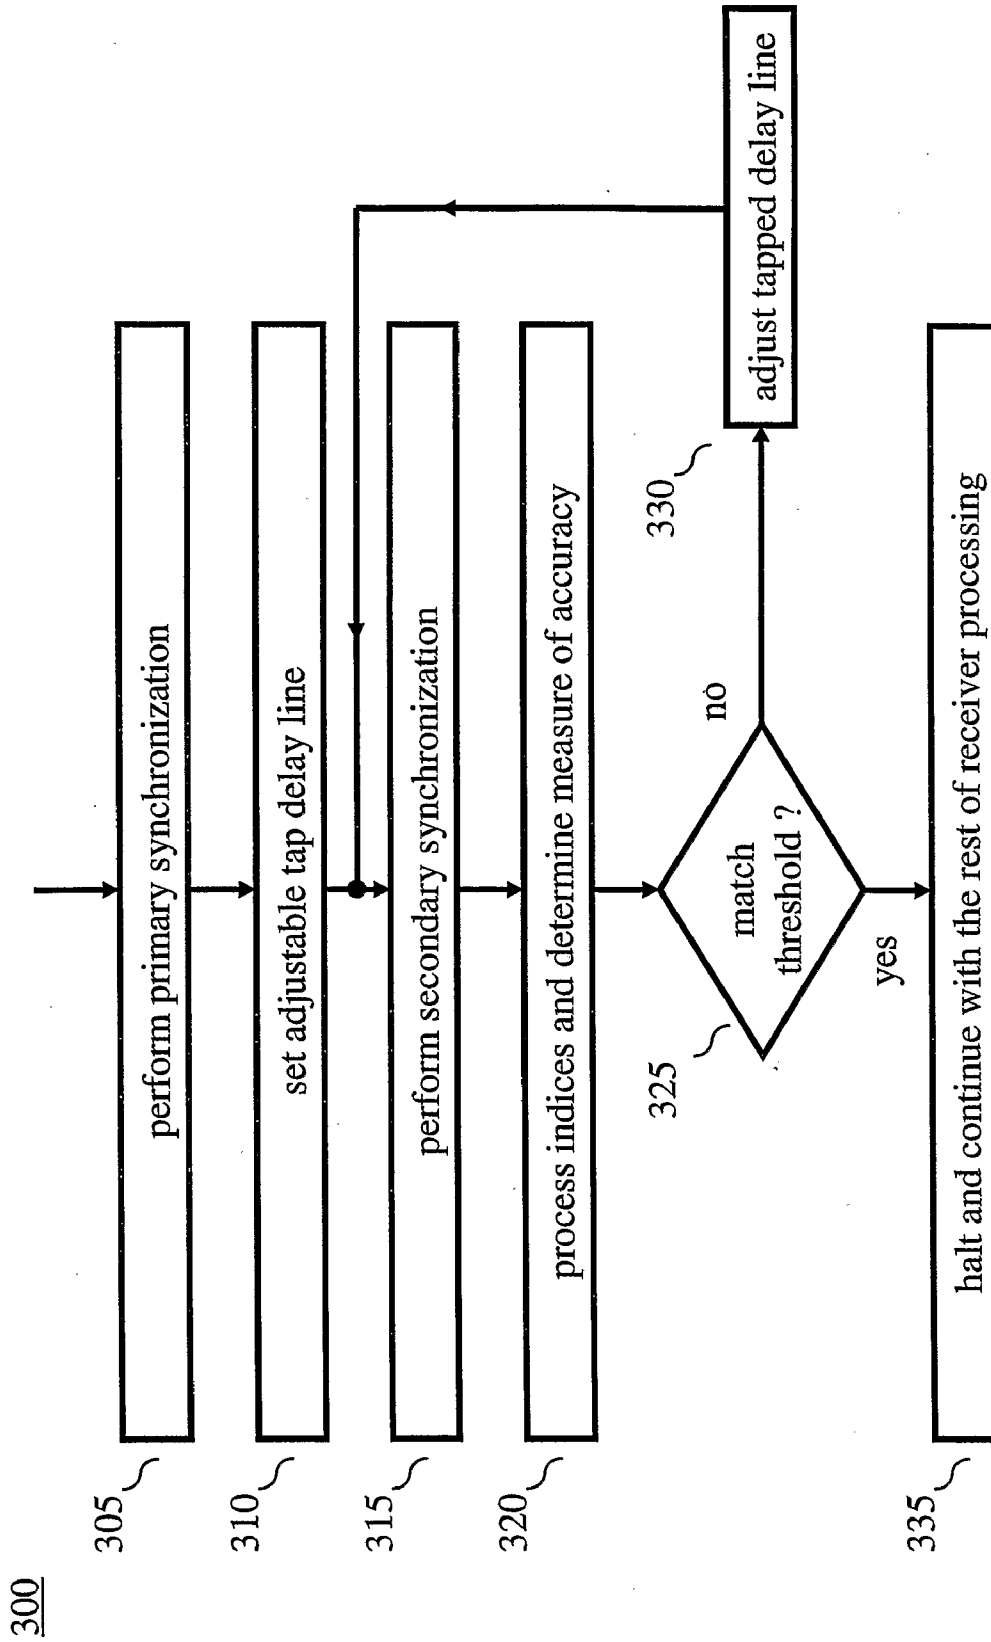 300
305
perform primary synchronization
310
set adjustable tap delay line
315
perform secondary synchronization
320
process indices and determine measure of accuracy
325
match
threshold ?
no
330
adjust tapped delay line
yes
335
halt and continue with the rest of receiver processing